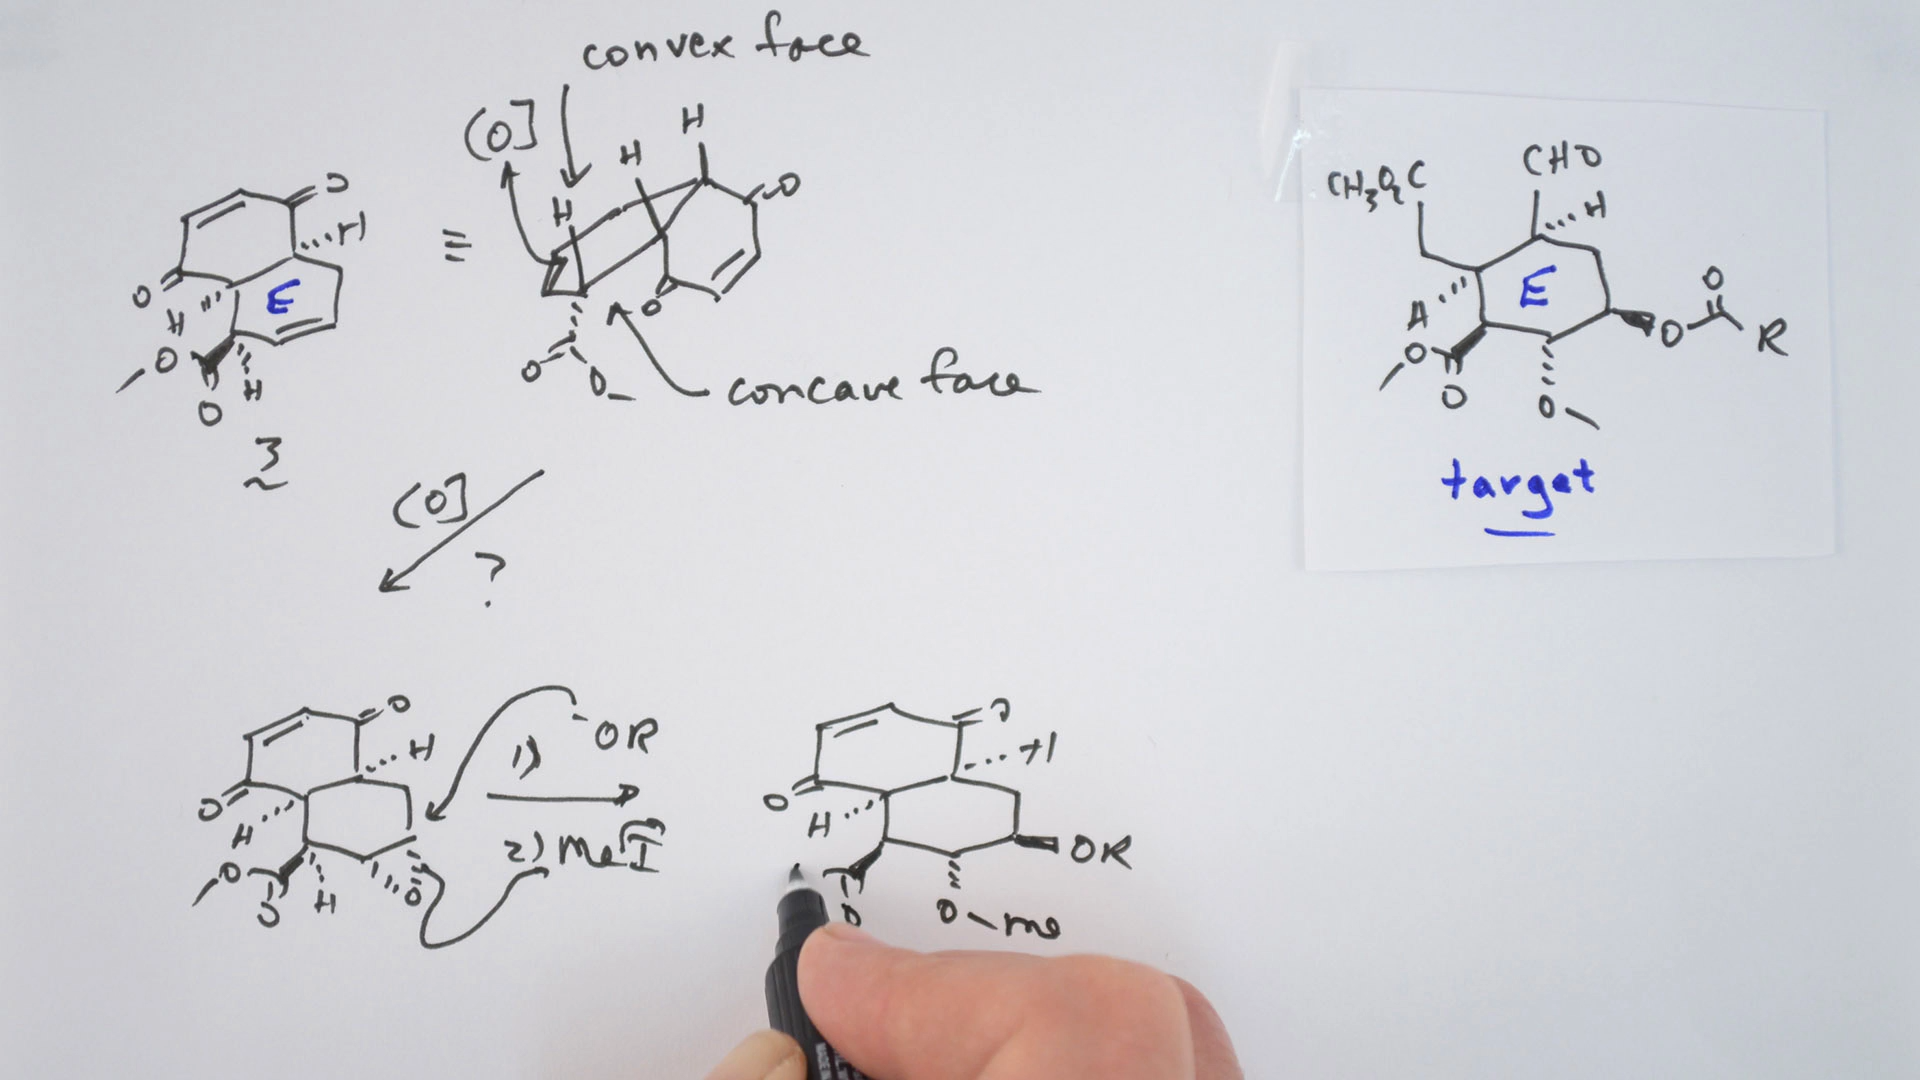 convex face
[O]
H
H
H
O
O
O
O
concave face
O
H
O
H
E
O
O
H
3
≡
[O]
?
CH3O2C
CHO
H
E
H
O
O
O
O
R
O
target
O
H
O
H
O
O
H
O
1) -OR
2) MeI
O
H
O
H
OR
O
O-Me